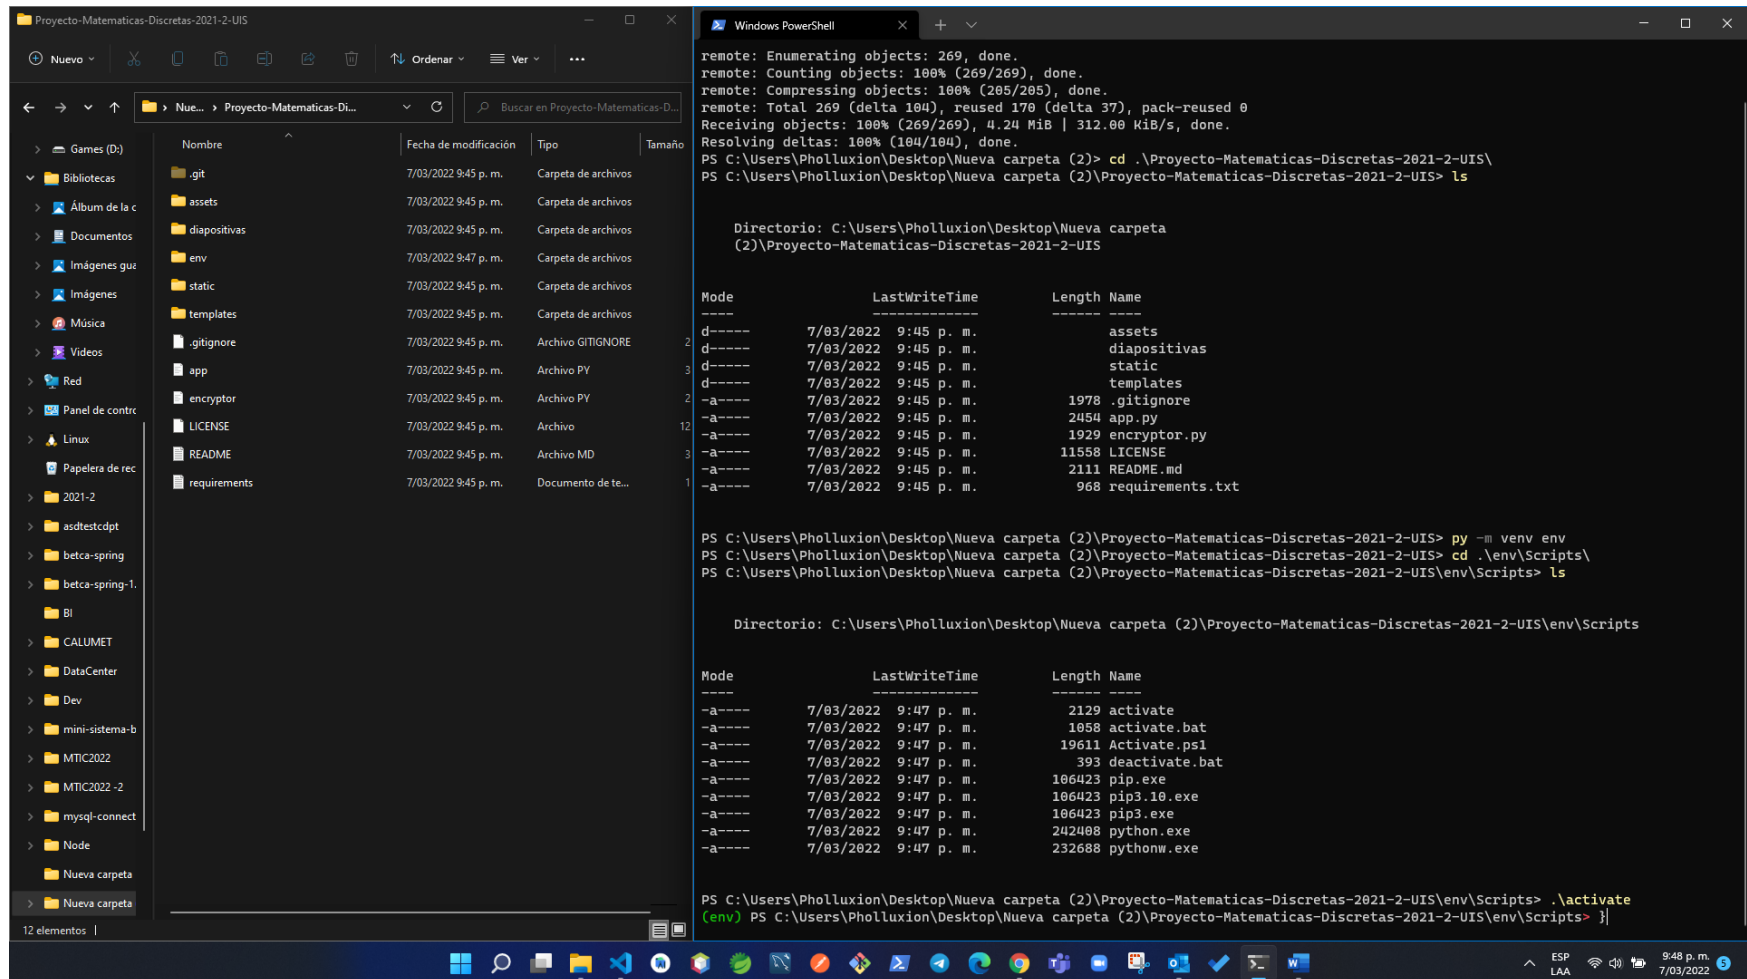 Proyecto-Matematicas-Discretas-2021-2-UIS
Nuevo
Ordenar
Ver
Nue... > Proyecto-Matematicas-Di...
Buscar en Proyecto-Matematicas-D...
Games (D:)
Bibliotecas
Álbum de la c
Documentos
Imágenes gua
Imágenes
Música
Videos
Red
Panel de contro
Linux
Papelera de rec
2021-2
asdtestcdpt
betca-spring
betca-spring-1.
BI
CALUMET
DataCenter
Dev
mini-sistema-b
MTIC2022
MTIC2022 -2
mysql-connect
Node
Nueva carpeta
Nueva carpeta
Nombre Fecha de modificación Tipo Tamaño
.git 7/03/2022 9:45 p. m. Carpeta de archivos
assets 7/03/2022 9:45 p. m. Carpeta de archivos
diapositivas 7/03/2022 9:45 p. m. Carpeta de archivos
env 7/03/2022 9:47 p. m. Carpeta de archivos
static 7/03/2022 9:45 p. m. Carpeta de archivos
templates 7/03/2022 9:45 p. m. Carpeta de archivos
.gitignore 7/03/2022 9:45 p. m. Archivo GITIGNORE 2
app 7/03/2022 9:45 p. m. Archivo PY 3
encryptor 7/03/2022 9:45 p. m. Archivo PY 2
LICENSE 7/03/2022 9:45 p. m. Archivo 12
README 7/03/2022 9:45 p. m. Archivo MD 3
requirements 7/03/2022 9:45 p. m. Documento de te... 1
12 elementos
Windows PowerShell
remote: Enumerating objects: 269, done.
remote: Counting objects: 100% (269/269), done.
remote: Compressing objects: 100% (205/205), done.
remote: Total 269 (delta 104), reused 170 (delta 37), pack-reused 0
Receiving objects: 100% (269/269), 4.24 MiB | 312.00 KiB/s, done.
Resolving deltas: 100% (104/104), done.
PS C:\Users\Pholluxion\Desktop\Nueva carpeta (2)> cd .\Proyecto-Matematicas-Discretas-2021-2-UIS\
PS C:\Users\Pholluxion\Desktop\Nueva carpeta (2)\Proyecto-Matematicas-Discretas-2021-2-UIS> ls
Directorio: C:\Users\Pholluxion\Desktop\Nueva carpeta
(2)\Proyecto-Matematicas-Discretas-2021-2-UIS
Mode LastWriteTime Length Name
---- ------------- ------ ----
d----- 7/03/2022 9:45 p. m. assets
d----- 7/03/2022 9:45 p. m. diapositivas
d----- 7/03/2022 9:45 p. m. static
d----- 7/03/2022 9:45 p. m. templates
-a---- 7/03/2022 9:45 p. m. 1978 .gitignore
-a---- 7/03/2022 9:45 p. m. 2454 app.py
-a---- 7/03/2022 9:45 p. m. 1929 encryptor.py
-a---- 7/03/2022 9:45 p. m. 11558 LICENSE
-a---- 7/03/2022 9:45 p. m. 2111 README.md
-a---- 7/03/2022 9:45 p. m. 968 requirements.txt
PS C:\Users\Pholluxion\Desktop\Nueva carpeta (2)\Proyecto-Matematicas-Discretas-2021-2-UIS> py -m venv env
PS C:\Users\Pholluxion\Desktop\Nueva carpeta (2)\Proyecto-Matematicas-Discretas-2021-2-UIS> cd .\env\Scripts\
PS C:\Users\Pholluxion\Desktop\Nueva carpeta (2)\Proyecto-Matematicas-Discretas-2021-2-UIS\env\Scripts> ls
Directorio: C:\Users\Pholluxion\Desktop\Nueva carpeta (2)\Proyecto-Matematicas-Discretas-2021-2-UIS\env\Scripts
Mode LastWriteTime Length Name
---- ------------- ------ ----
-a---- 7/03/2022 9:47 p. m. 2129 activate
-a---- 7/03/2022 9:47 p. m. 1058 activate.bat
-a---- 7/03/2022 9:47 p. m. 19611 Activate.ps1
-a---- 7/03/2022 9:47 p. m. 393 deactivate.bat
-a---- 7/03/2022 9:47 p. m. 106423 pip.exe
-a---- 7/03/2022 9:47 p. m. 106423 pip3.10.exe
-a---- 7/03/2022 9:47 p. m. 106423 pip3.exe
-a---- 7/03/2022 9:47 p. m. 242408 python.exe
-a---- 7/03/2022 9:47 p. m. 232688 pythonw.exe
PS C:\Users\Pholluxion\Desktop\Nueva carpeta (2)\Proyecto-Matematicas-Discretas-2021-2-UIS\env\Scripts> .\activate
(env) PS C:\Users\Pholluxion\Desktop\Nueva carpeta (2)\Proyecto-Matematicas-Discretas-2021-2-UIS\env\Scripts> }
ESP
LAA
9:48 p. m.
7/03/2022
5